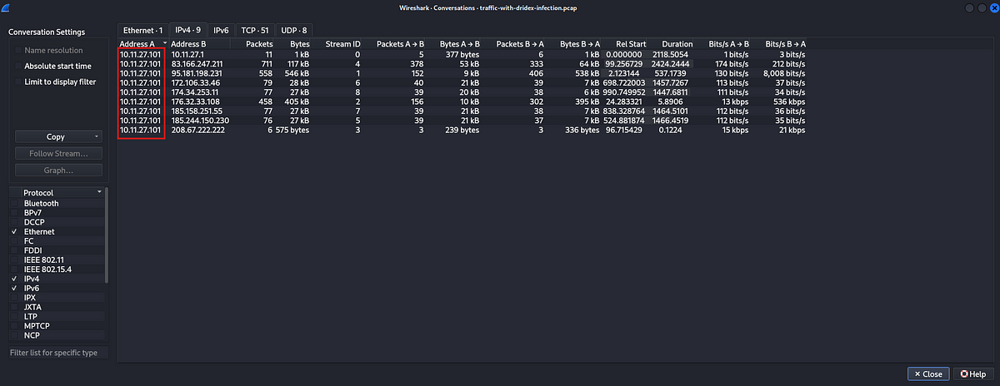 Wireshark · Conversations · traffic-with-dridex-infection.pcap
Conversation Settings
Name resolution
Absolute start time
Limit to display filter
Copy
Follow Stream...
Graph...
Protocol
Bluetooth
BPv7
DCCP
✓ Ethernet
FC
FDDI
IEEE 802.11
IEEE 802.15.4
✓ IPv4
✓ IPv6
IPX
JXTA
LTP
MPTCP
NCP
Filter list for specific type
Ethernet · 1 IPv4 · 9 IPv6 TCP · 51 UDP · 8
Address A Address B Packets Bytes Stream ID Packets A → B Bytes A → B Packets B → A Bytes B → A Rel Start Duration Bits/s A → B Bits/s B → A
10.11.27.101 10.11.27.1 11 1 kB 0 5 377 bytes 6 1 kB 0.000000 2118.5054 1 bits/s 3 bits/s
10.11.27.101 83.166.247.211 711 117 kB 4 378 53 kB 333 64 kB 99.256729 2424.2444 174 bits/s 212 bits/s
10.11.27.101 95.181.198.231 558 546 kB 1 152 9 kB 406 538 kB 2.123144 537.1739 130 bits/s 8,008 bits/s
10.11.27.101 172.106.33.46 79 28 kB 6 40 21 kB 39 7 kB 698.722003 1457.7267 113 bits/s 37 bits/s
10.11.27.101 174.34.253.11 77 27 kB 8 39 20 kB 38 6 kB 990.749952 1447.6811 111 bits/s 34 bits/s
10.11.27.101 176.32.33.108 458 405 kB 2 156 10 kB 302 395 kB 24.283321 5.8906 13 kbps 536 kbps
10.11.27.101 185.158.251.55 77 27 kB 7 39 21 kB 38 7 kB 838.328764 1464.5101 112 bits/s 36 bits/s
10.11.27.101 185.244.150.230 76 27 kB 5 39 21 kB 37 7 kB 524.881874 1466.4519 112 bits/s 35 bits/s
10.11.27.101 208.67.222.222 6 575 bytes 3 3 239 bytes 3 336 bytes 96.715429 0.1224 15 kbps 21 kbps
Close
Help